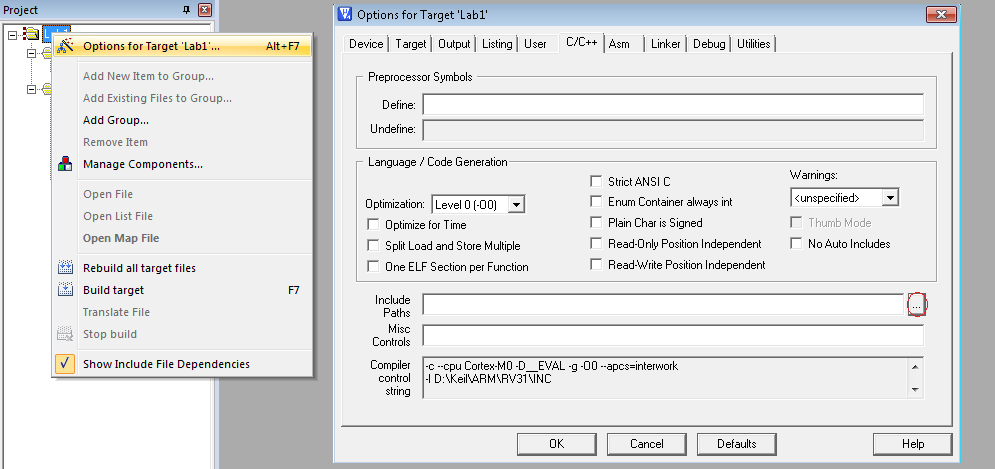 Project
Lab1
Options for Target 'Lab1'... Alt+F7
Add New Item to Group...
Add Existing Files to Group...
Add Group...
Remove Item
Manage Components...
Open File
Open List File
Open Map File
Rebuild all target files
Build target F7
Translate File
Stop build
Show Include File Dependencies
Options for Target 'Lab1'
Device Target Output Listing User C/C++ Asm Linker Debug Utilities
Preprocessor Symbols
Define:
Undefine:
Language / Code Generation
Optimization: Level 0 (-O0)
Optimize for Time
Split Load and Store Multiple
One ELF Section per Function
Strict ANSI C
Enum Container always int
Plain Char is Signed
Read-Only Position Independent
Read-Write Position Independent
Warnings:
<unspecified>
Thumb Mode
No Auto Includes
Include
Paths
...
Misc
Controls
Compiler
control
string
-c --cpu Cortex-M0 -D__EVAL -g -O0 --apcs=interwork
-I D:\Keil\ARM\RV31\INC
OK Cancel Defaults Help